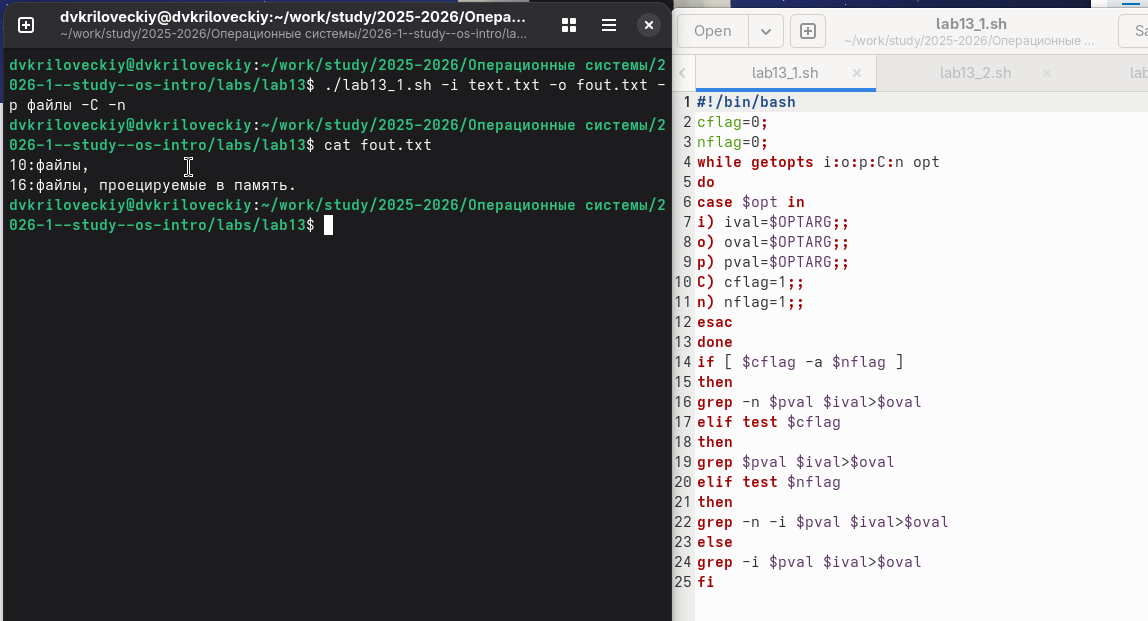 dvkriloveckiy@dvkriloveckiy:~/work/study/2025-2026/Опера...
~/work/study/2025-2026/Операционные системы/2026-1--study--os-intro/la...
dvkriloveckiy@dvkriloveckiy:~/work/study/2025-2026/Операционные системы/2
026-1--study--os-intro/labs/lab13$ ./lab13_1.sh -i text.txt -o fout.txt -
p файлы -C -n
dvkriloveckiy@dvkriloveckiy:~/work/study/2025-2026/Операционные системы/2
026-1--study--os-intro/labs/lab13$ cat fout.txt
10:файлы,
16:файлы, проецируемые в память.
dvkriloveckiy@dvkriloveckiy:~/work/study/2025-2026/Операционные системы/2
026-1--study--os-intro/labs/lab13$
Open
lab13_1.sh
~/work/study/2025-2026/Операционные ...
Sa
lab13_1.sh
lab13_2.sh
lab
1 #!/bin/bash
2 cflag=0;
3 nflag=0;
4 while getopts i:o:p:C:n opt
5 do
6 case $opt in
7 i) ival=$OPTARG;;
8 o) oval=$OPTARG;;
9 p) pval=$OPTARG;;
10 C) cflag=1;;
11 n) nflag=1;;
12 esac
13 done
14 if [ $cflag -a $nflag ]
15 then
16 grep -n $pval $ival>$oval
17 elif test $cflag
18 then
19 grep $pval $ival>$oval
20 elif test $nflag
21 then
22 grep -n -i $pval $ival>$oval
23 else
24 grep -i $pval $ival>$oval
25 fi